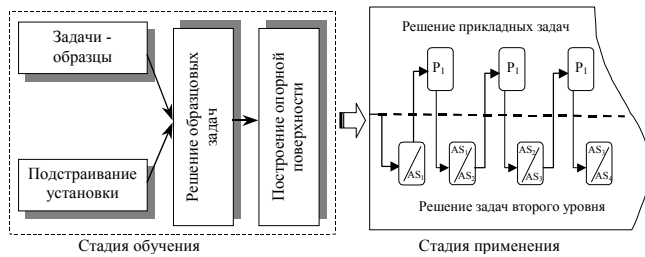 Задачи -
образцы
Подстраивание
установки
Решение образцовых
задач
Построение опорной
поверхности
Стадия обучения
Решение прикладных задач
P1
P1
P1
AS1
AS1
AS2
AS2
AS3
AS3
AS4
Решение задач второго уровня
Стадия применения